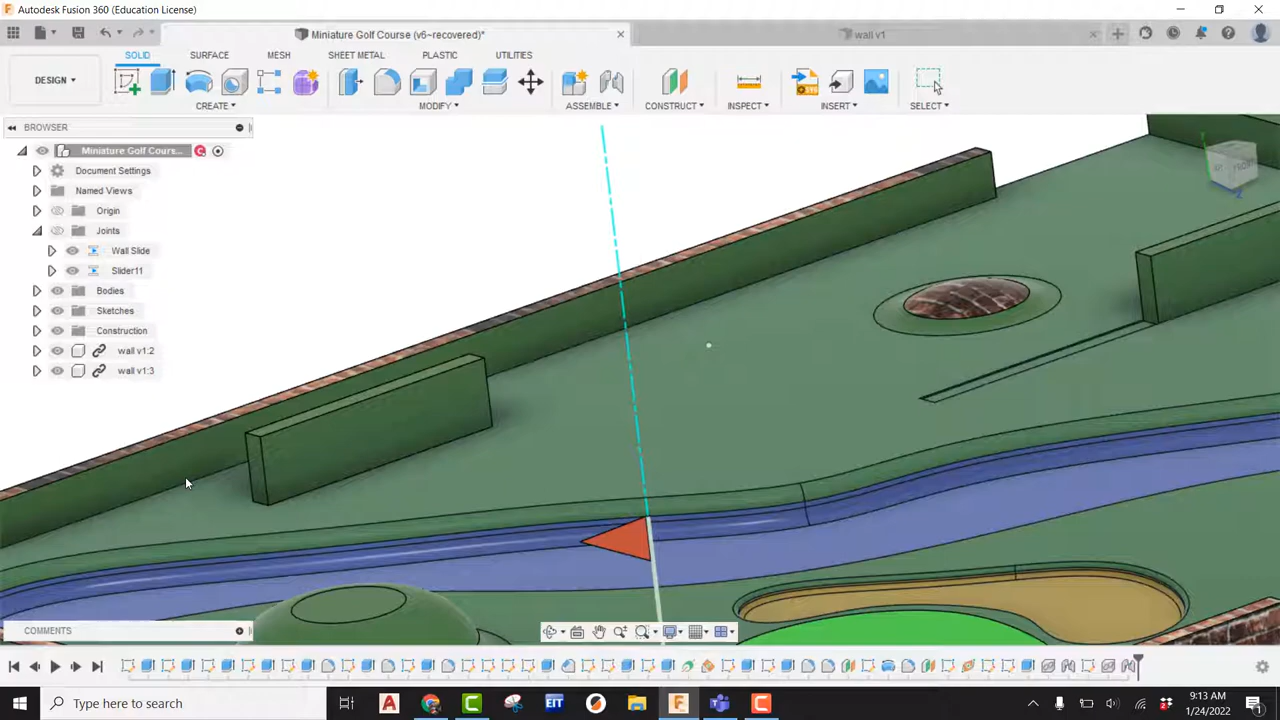 Autodesk Fusion 360 (Education License)
Miniature Golf Course (v6~recovered)*
wall v1
DESIGN
SOLID SURFACE MESH SHEET METAL PLASTIC UTILITIES
CREATE MODIFY ASSEMBLE CONSTRUCT INSPECT INSERT SELECT
BROWSER
Miniature Golf Cours...
Document Settings
Named Views
Origin
Joints
Wall Slide
Slider11
Bodies
Sketches
Construction
wall v1:2
wall v1:3
FRONT
COMMENTS
Type here to search
EIT
9:13 AM
1/24/2022